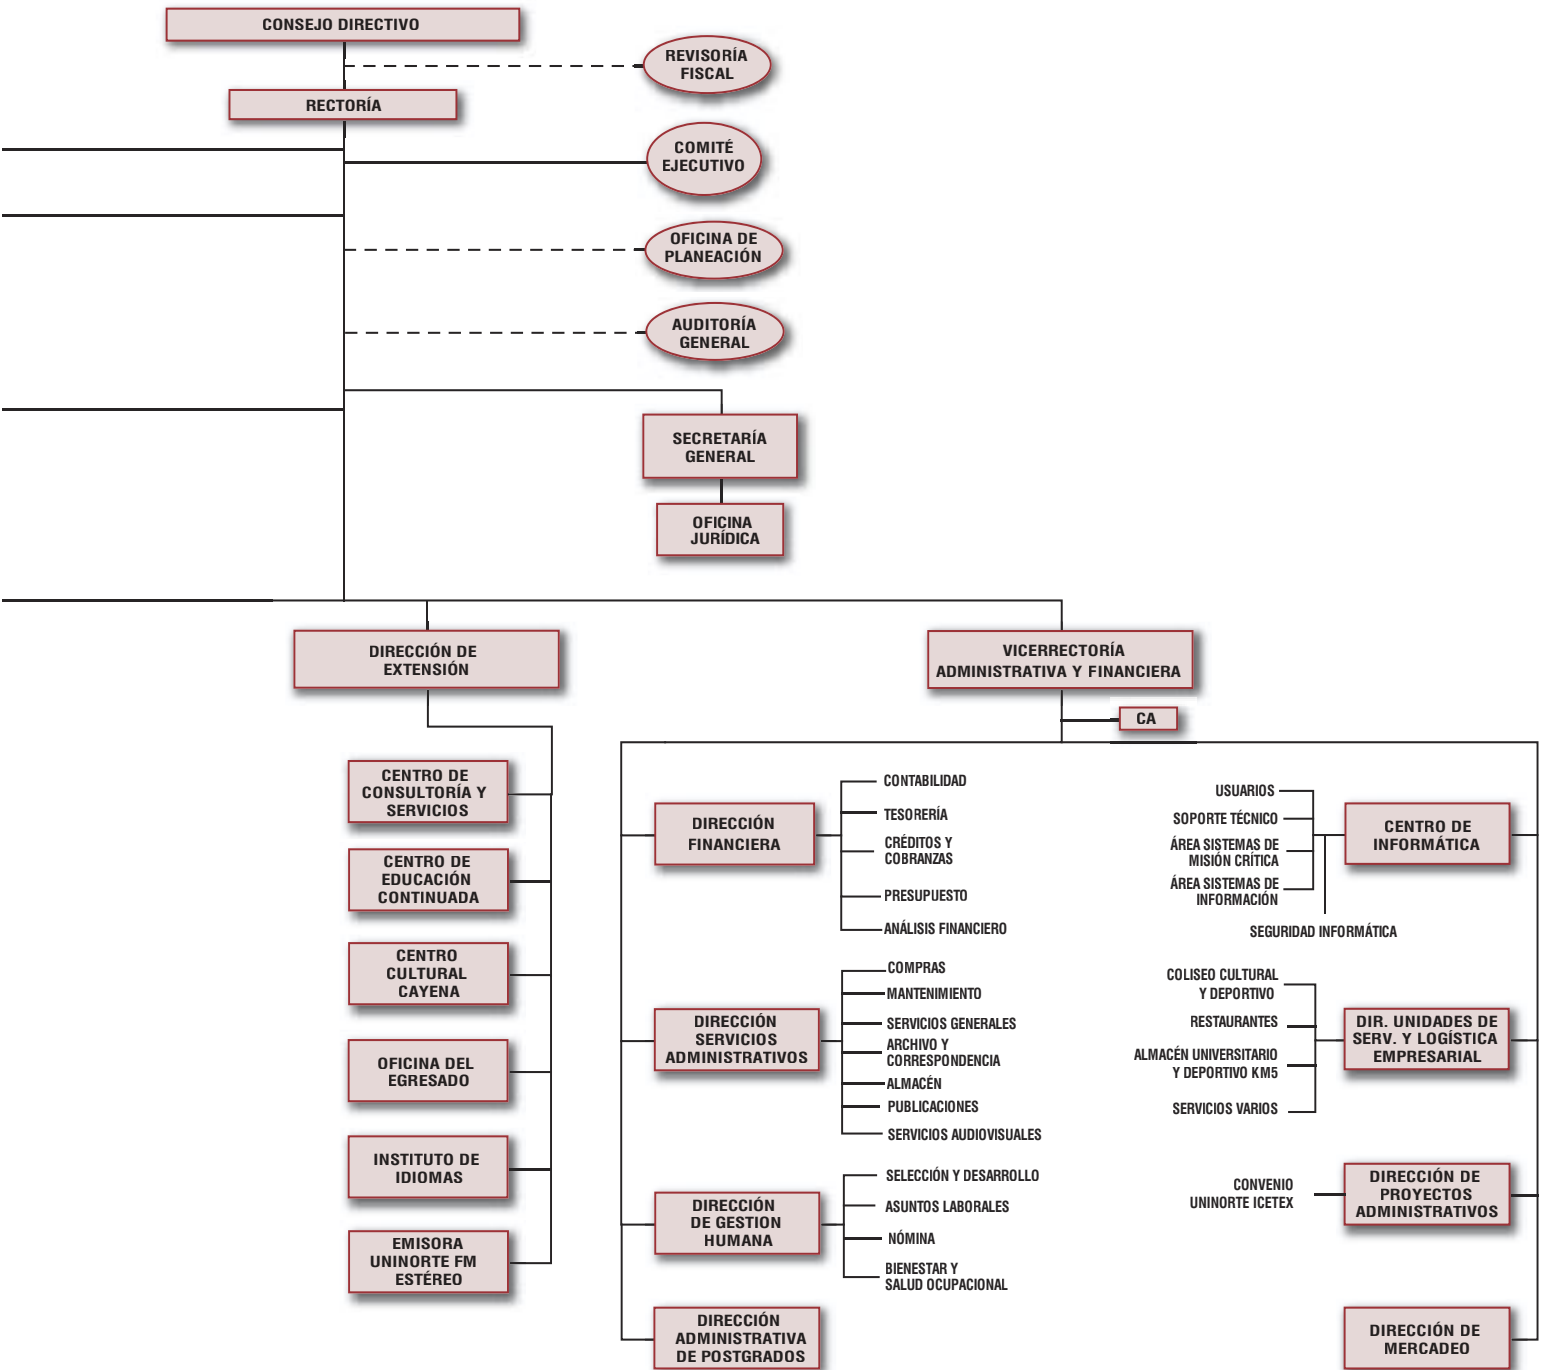 CONSEJO DIRECTIVO
REVISORÍA
FISCAL
RECTORÍA
COMITÉ
EJECUTIVO
OFICINA DE
PLANEACIÓN
AUDITORÍA
GENERAL
SECRETARÍA
GENERAL
OFICINA
JURÍDICA
DIRECCIÓN DE
EXTENSIÓN
VICERRECTORÍA
ADMINISTRATIVA Y FINANCIERA
CA
CENTRO DE
CONSULTORÍA Y
SERVICIOS
CENTRO DE
EDUCACIÓN
CONTINUADA
CENTRO
CULTURAL
CAYENA
OFICINA DEL
EGRESADO
INSTITUTO DE
IDIOMAS
EMISORA
UNINORTE FM
ESTÉREO
DIRECCIÓN
FINANCIERA
CONTABILIDAD
TESORERÍA
CRÉDITOS Y
COBRANZAS
PRESUPUESTO
ANÁLISIS FINANCIERO
DIRECCIÓN
SERVICIOS
ADMINISTRATIVOS
COMPRAS
MANTENIMIENTO
SERVICIOS GENERALES
ARCHIVO Y
CORRESPONDENCIA
ALMACÉN
PUBLICACIONES
SERVICIOS AUDIOVISUALES
DIRECCIÓN
DE GESTION
HUMANA
SELECCIÓN Y DESARROLLO
ASUNTOS LABORALES
NÓMINA
BIENESTAR Y
SALUD OCUPACIONAL
DIRECCIÓN
ADMINISTRATIVA
DE POSTGRADOS
USUARIOS
SOPORTE TÉCNICO
ÁREA SISTEMAS DE
MISIÓN CRÍTICA
ÁREA SISTEMAS DE
INFORMACIÓN
SEGURIDAD INFORMÁTICA
CENTRO DE
INFORMÁTICA
COLISEO CULTURAL
Y DEPORTIVO
RESTAURANTES
ALMACÉN UNIVERSITARIO
Y DEPORTIVO KM5
SERVICIOS VARIOS
DIR. UNIDADES DE
SERV. Y LOGÍSTICA
EMPRESARIAL
CONVENIO
UNINORTE ICETEX
DIRECCIÓN DE
PROYECTOS
ADMINISTRATIVOS
DIRECCIÓN DE
MERCADEO